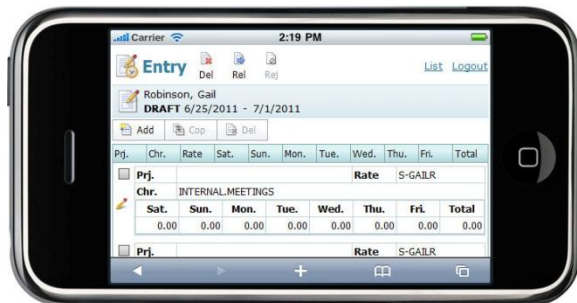 Carrier 2:19 PM
Entry Del Rel Rej List Logout
Robinson, Gail
DRAFT 6/25/2011 - 7/1/2011
Add Cop Del
Prj. Chr. Rate Sat. Sun. Mon. Tue. Wed. Thu. Fri. Total
Prj. Rate S-GAILR
Chr. INTERNAL.MEETINGS
Sat. Sun. Mon. Tue. Wed. Thu. Fri. Total
0.00 0.00 0.00 0.00 0.00 0.00 0.00 0.00
Prj. Rate S-GAILR